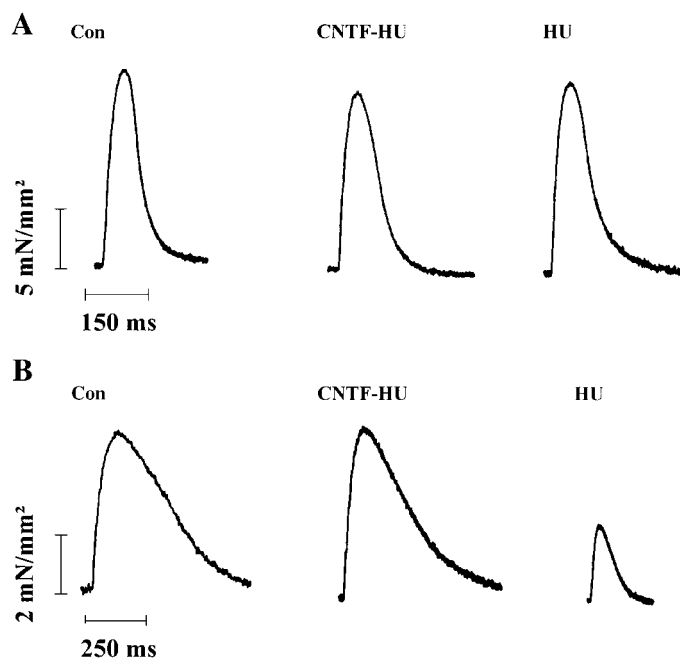 A
Con CNTF-HU HU
5 mN/mm²
150 ms
B
Con CNTF-HU HU
2 mN/mm²
250 ms